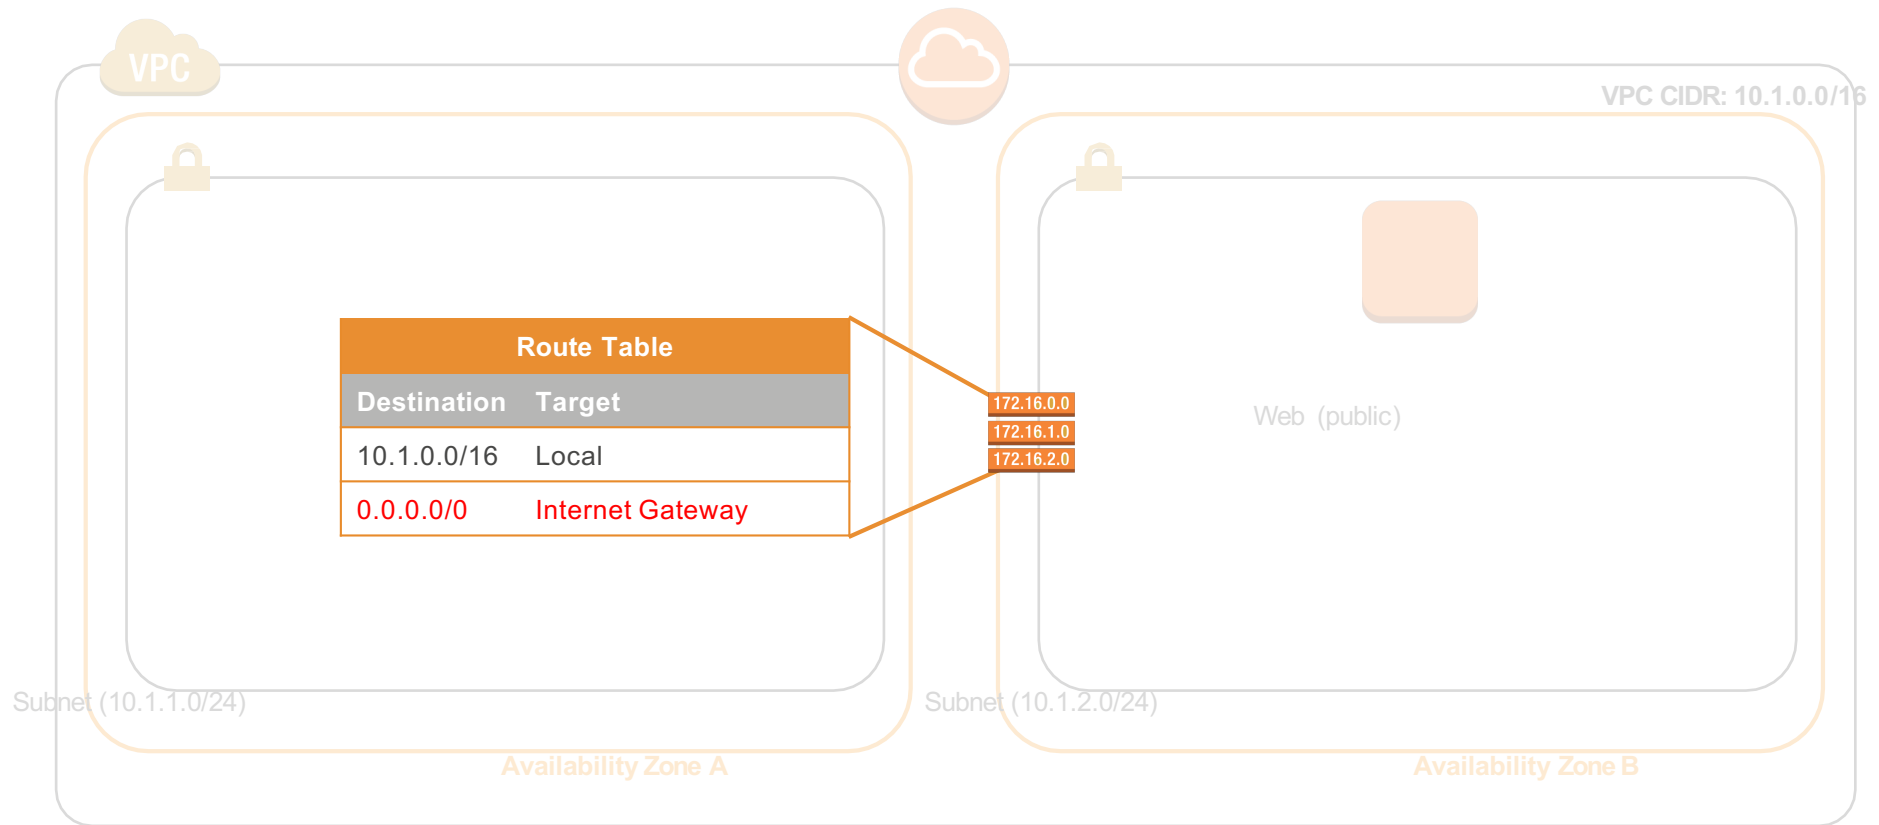 VPC
VPC CIDR: 10.1.0.0/16
Route Table
Destination Target
10.1.0.0/16 Local
0.0.0.0/0 Internet Gateway
172.16.0.0
172.16.1.0
172.16.2.0
Web (public)
Subnet (10.1.1.0/24)
Subnet (10.1.2.0/24)
Availability Zone A
Availability Zone B